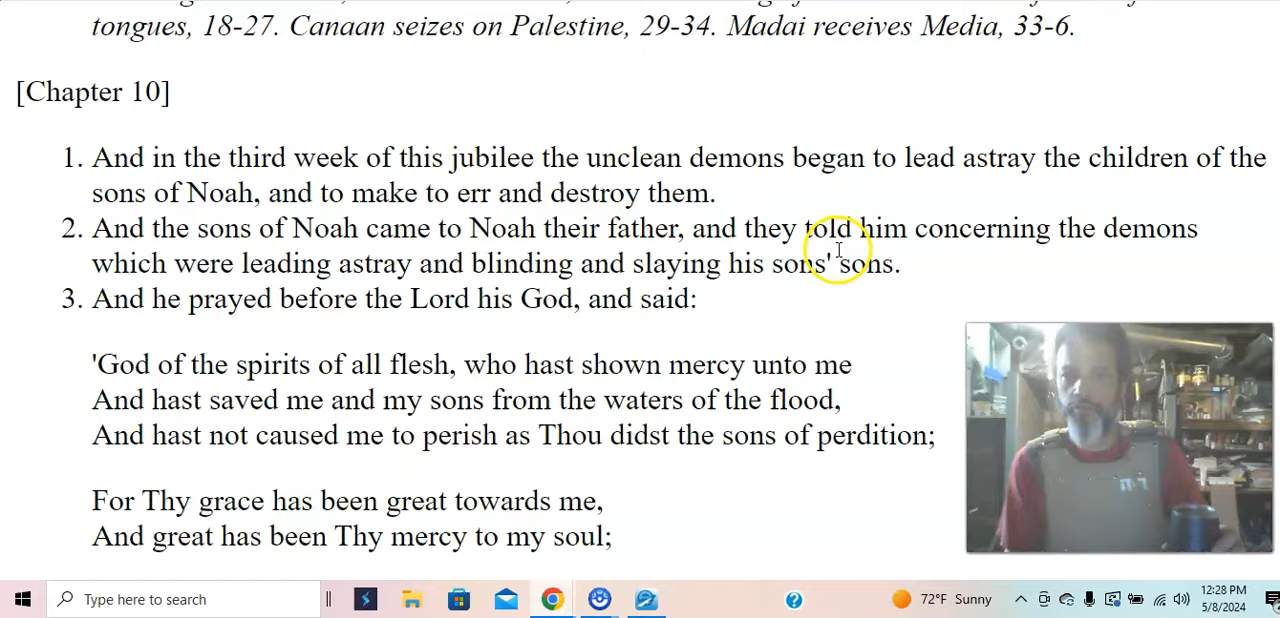 tongues, 18-27. Canaan seizes on Palestine, 29-34. Madai receives Media, 33-6.
[Chapter 10]
1. And in the third week of this jubilee the unclean demons began to lead astray the children of the
sons of Noah, and to make to err and destroy them.
2. And the sons of Noah came to Noah their father, and they told him concerning the demons
which were leading astray and blinding and slaying his sons' sons.
3. And he prayed before the Lord his God, and said:
'God of the spirits of all flesh, who hast shown mercy unto me
And hast saved me and my sons from the waters of the flood,
And hast not caused me to perish as Thou didst the sons of perdition;
For Thy grace has been great towards me,
And great has been Thy mercy to my soul;
Type here to search
72°F Sunny
12:28 PM
5/8/2024